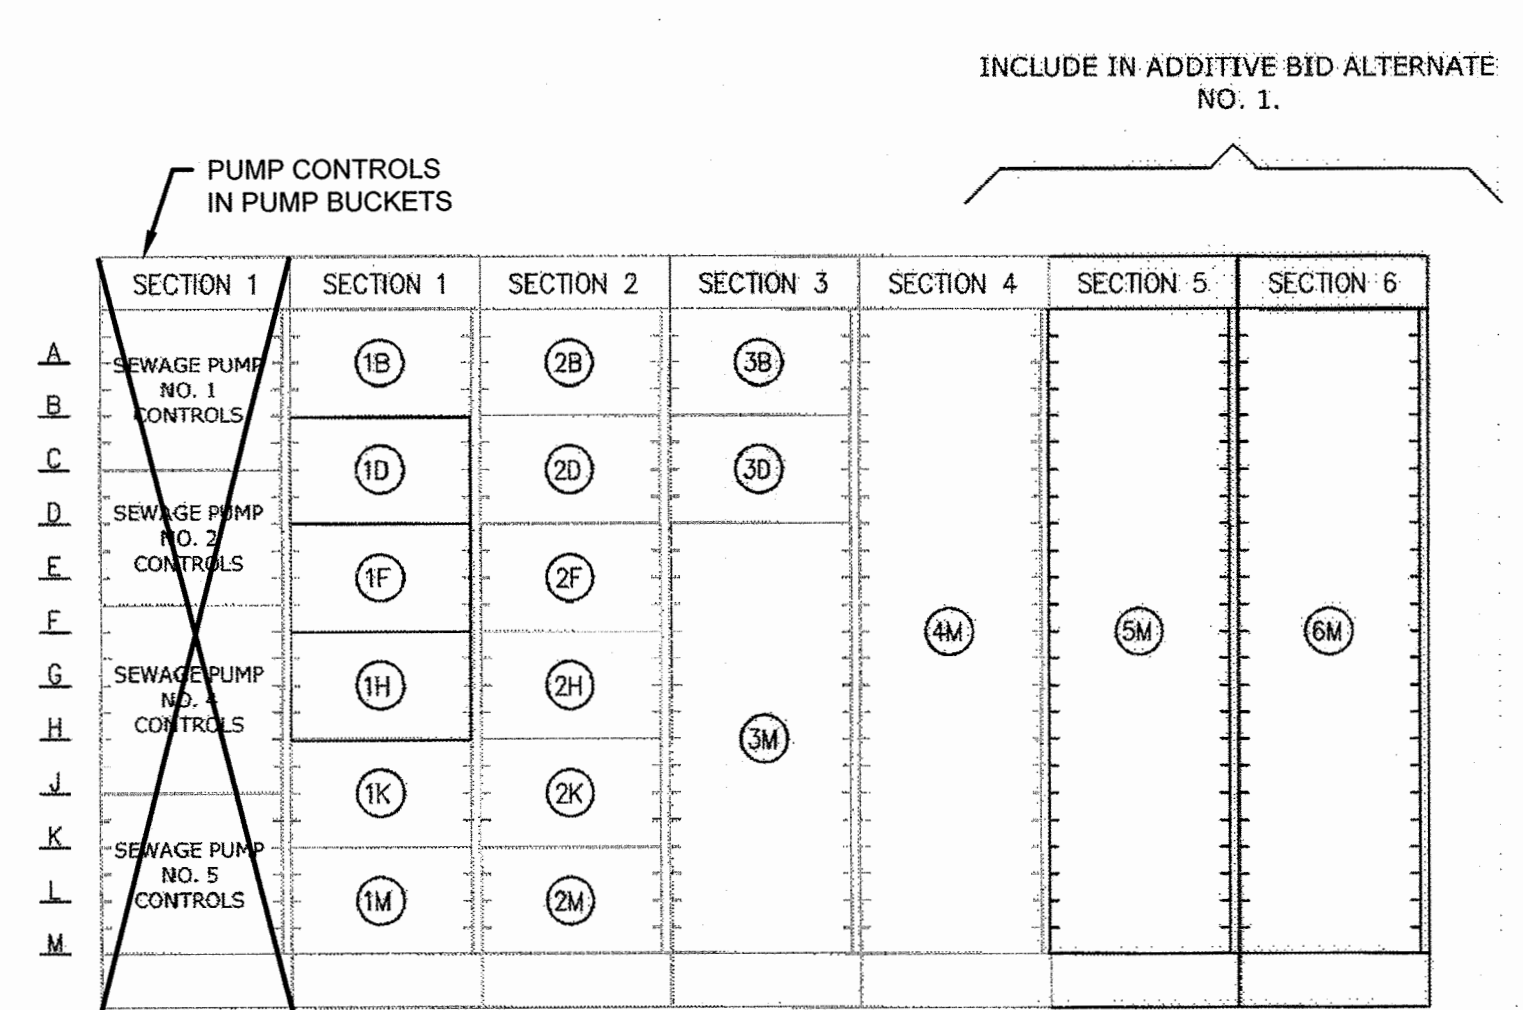 INCLUDE IN ADDITIVE BID ALTERNATE
NO. 1.
PUMP CONTROLS
IN PUMP BUCKETS
SECTION 1
SECTION 1
SECTION 2
SECTION 3
SECTION 4
SECTION 5
SECTION 6
A
B
C
D
E
F
G
H
J
K
L
M
SEWAGE PUMP
NO. 1
CONTROLS
SEWAGE PUMP
NO. 2
CONTROLS
SEWAGE PUMP
NO. 4
CONTROLS
SEWAGE PUMP
NO. 5
CONTROLS
1B
1D
1F
1H
1K
1M
2B
2D
2F
2H
2K
2M
3B
3D
3M
4M
5M
6M